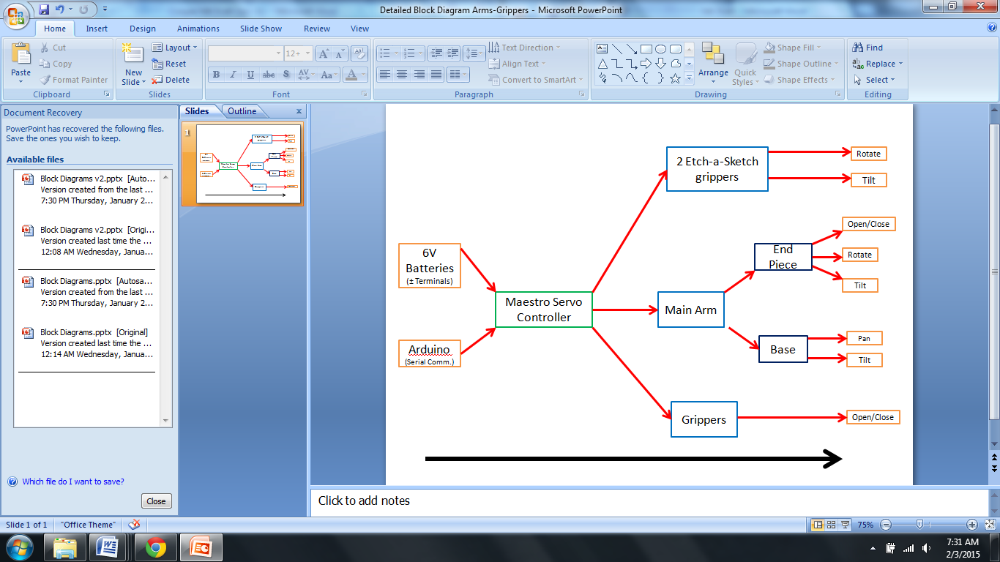 Detailed Block Diagram Arms-Grippers - Microsoft PowerPoint
Home Insert Design Animations Slide Show Review View
Paste
Cut
Copy
Format Painter
Clipboard
New
Slide
Layout
Reset
Delete
Slides
12+
B I U abc S AV Aa A
Font
Text Direction
Align Text
Convert to SmartArt
Paragraph
Arrange
Quick
Styles
Shape Fill
Shape Outline
Shape Effects
Drawing
Find
Replace
Select
Editing
Document Recovery
PowerPoint has recovered the following files.
Save the ones you wish to keep.
Available files
Block Diagrams v2.pptx [Auto...
Version created from the last ...
7:30 PM Thursday, January 2...
Block Diagrams v2.pptx [Origi...
Version created last time the ...
12:08 AM Wednesday, Janua...
Block Diagrams.pptx [Autosa...
Version created from the last ...
7:30 PM Thursday, January 2...
Block Diagrams.pptx [Original]
Version created last time the ...
12:14 AM Wednesday, Janua...
Which file do I want to save?
Close
Slides Outline x
1
6V
Batteries
(± Terminals)
Arduino
(Serial Comm.)
Maestro Servo
Controller
2 Etch-a-Sketch
grippers
Rotate
Tilt
Main Arm
End
Piece
Open/Close
Rotate
Tilt
Base
Pan
Tilt
Grippers
Open/Close
Click to add notes
Slide 1 of 1 "Office Theme" 75%
7:31 AM
2/3/2015